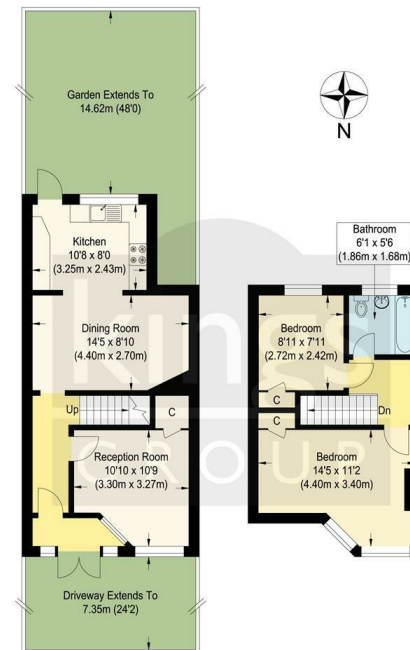 Garden Extends To
14.62m (48'0)
N
Kitchen
10'8 x 8'0
(3.25m x 2.43m)
Dining Room
14'5 x 8'10
(4.40m x 2.70m)
Up
C
Reception Room
10'10 x 10'9
(3.30m x 3.27m)
Driveway Extends To
7.35m (24'2)
Bathroom
6'1 x 5'6
(1.86m x 1.68m)
Bedroom
8'11 x 7'11
(2.72m x 2.42m)
C
C
Dn
Bedroom
14'5 x 11'2
(4.40m x 3.40m)
kings
GROUP